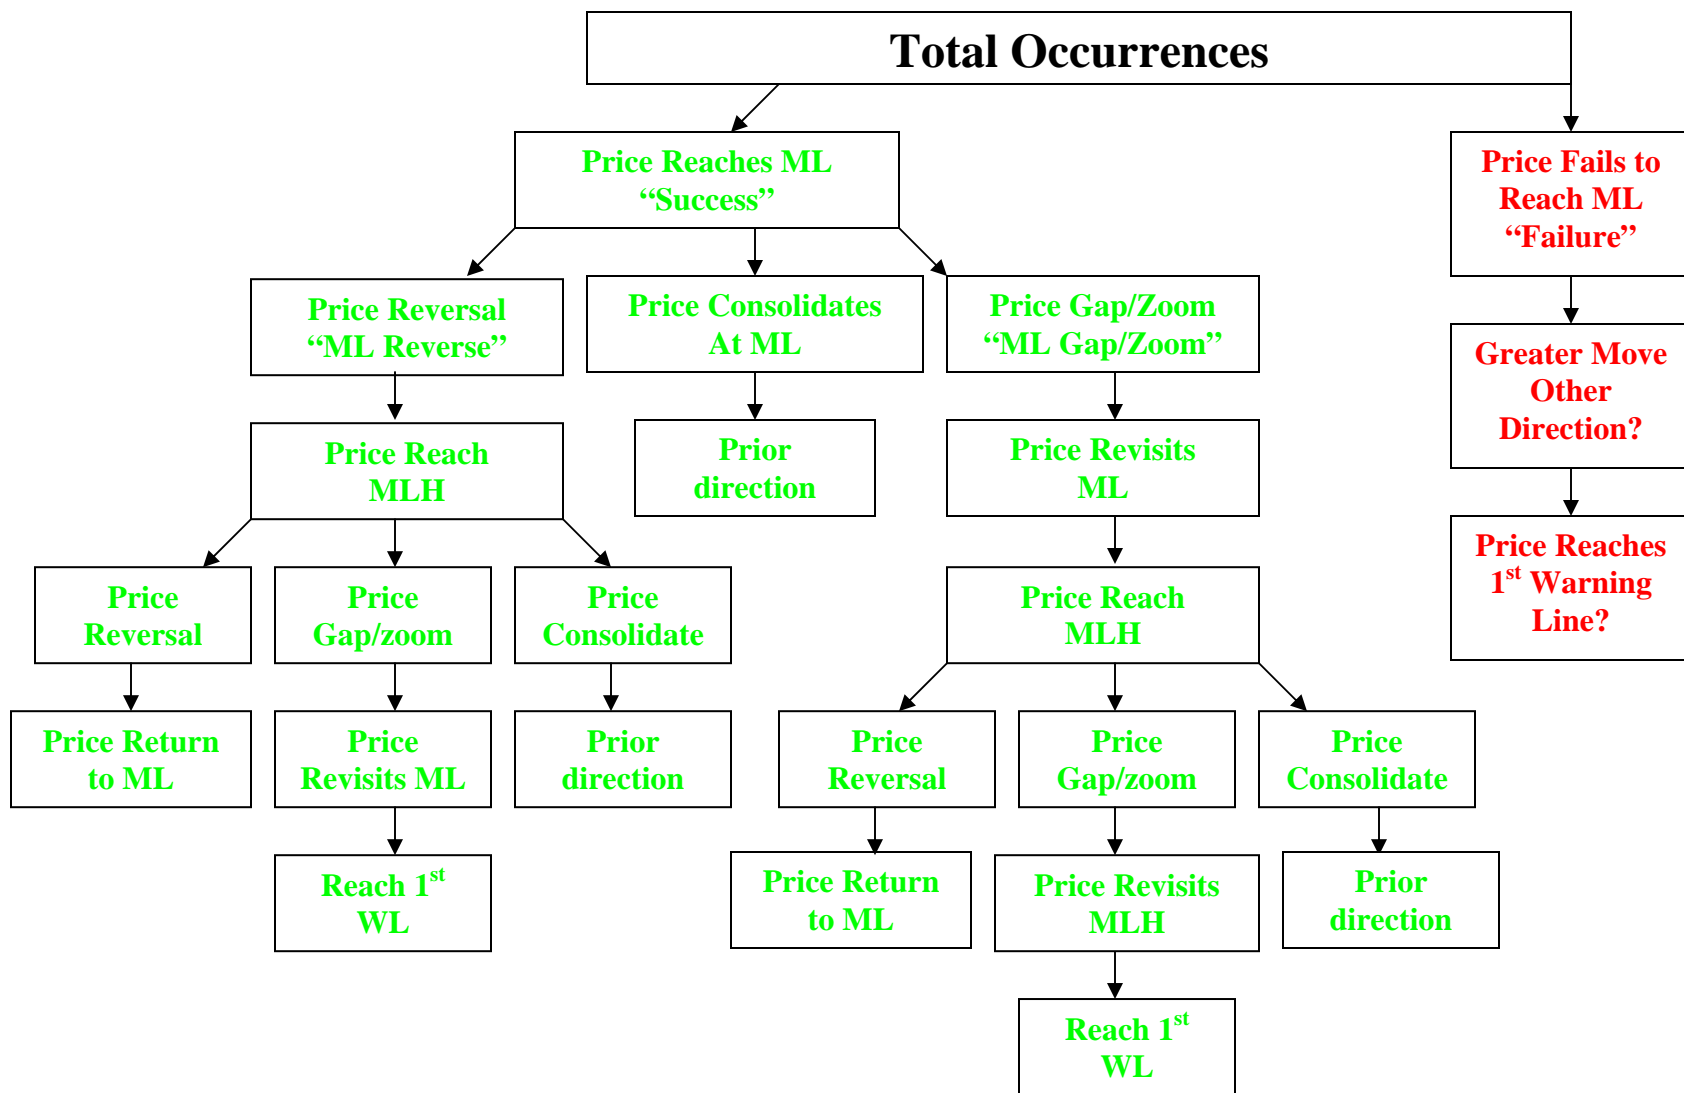 Total Occurrences
Price Reaches ML
“Success”
Price Fails to
Reach ML
“Failure”
Price Reversal
“ML Reverse”
Price Consolidates
At ML
Price Gap/Zoom
“ML Gap/Zoom”
Greater Move
Other
Direction?
Price Reach
MLH
Prior
direction
Price Revisits
ML
Price Reaches
1st Warning
Line?
Price
Reversal
Price
Gap/zoom
Price
Consolidate
Price Reach
MLH
Price Return
to ML
Price
Revisits ML
Prior
direction
Price
Reversal
Price
Gap/zoom
Price
Consolidate
Reach 1st
WL
Price Return
to ML
Price Revisits
MLH
Prior
direction
Reach 1st
WL